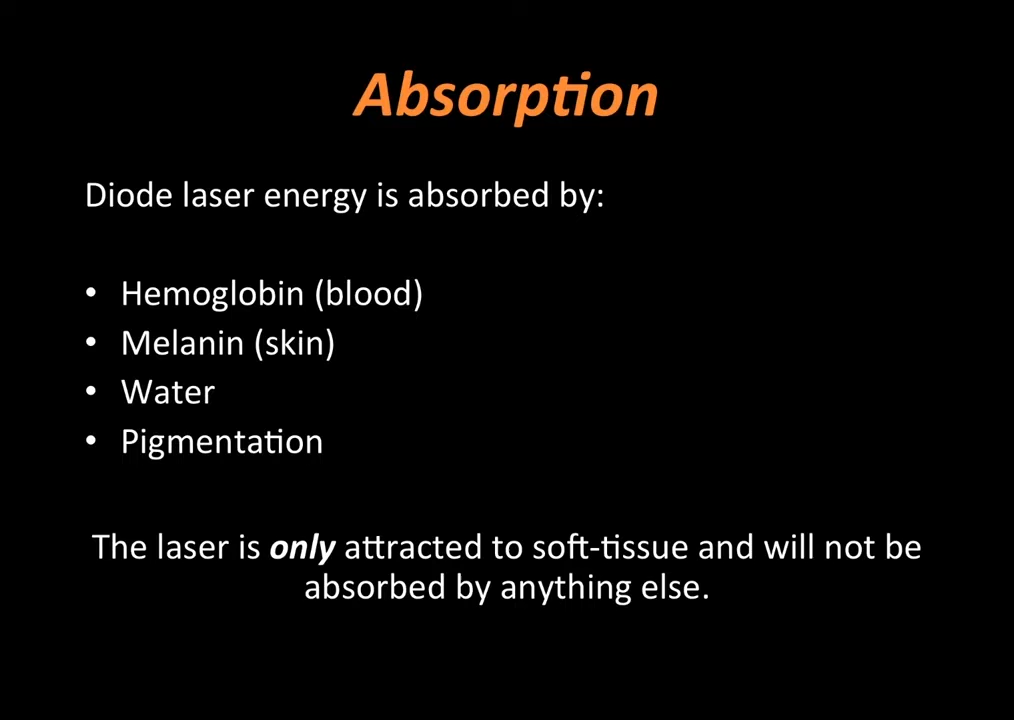 Absorption
Diode laser energy is absorbed by:
• Hemoglobin (blood)
• Melanin (skin)
• Water
• Pigmentation
The laser is only attracted to soft-tissue and will not be
absorbed by anything else.